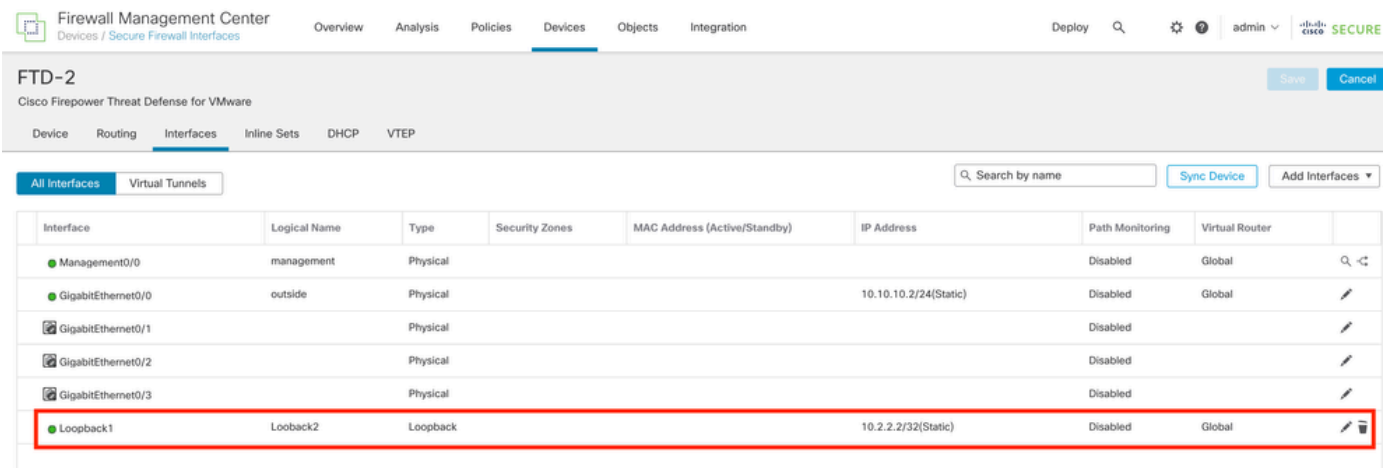 Firewall Management Center
Devices / Secure Firewall Interfaces
Overview Analysis Policies Devices Objects Integration Deploy admin cisco SECURE
FTD-2
Save Cancel
Cisco Firepower Threat Defense for VMware
Device Routing Interfaces Inline Sets DHCP VTEP
All Interfaces Virtual Tunnels Search by name Sync Device Add Interfaces
Interface Logical Name Type Security Zones MAC Address (Active/Standby) IP Address Path Monitoring Virtual Router
Management0/0 management Physical Disabled Global
GigabitEthernet0/0 outside Physical 10.10.10.2/24(Static) Disabled Global
GigabitEthernet0/1 Physical Disabled
GigabitEthernet0/2 Physical Disabled
GigabitEthernet0/3 Physical Disabled
Loopback1 Looback2 Loopback 10.2.2.2/32(Static) Disabled Global